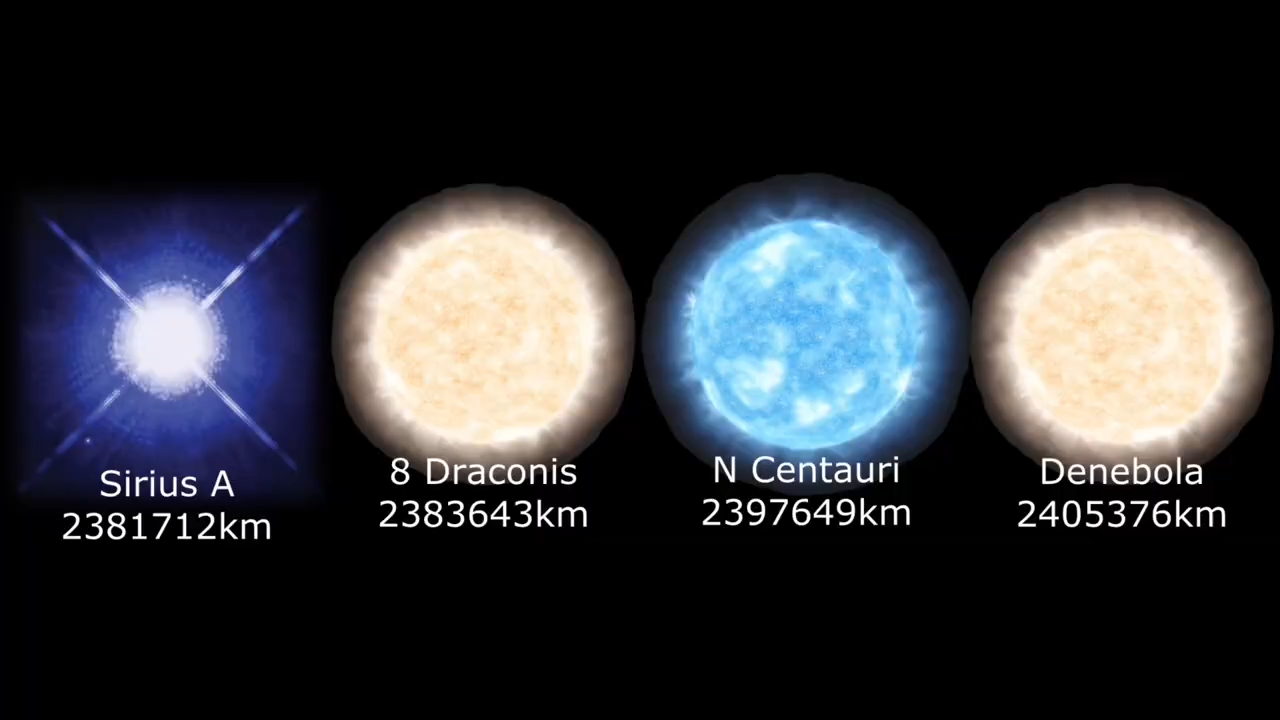 Sirius A
2381712km
8 Draconis
2383643km
N Centauri
2397649km
Denebola
2405376km